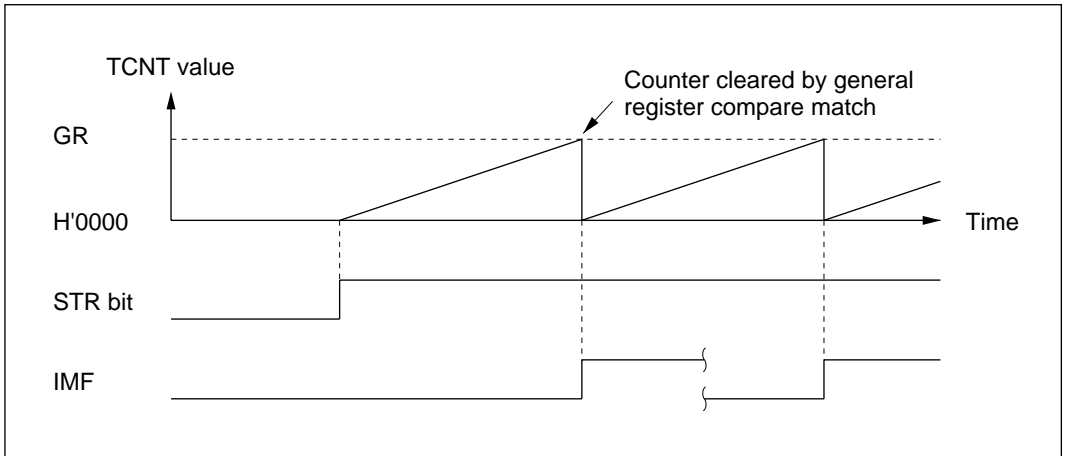 TCNT value
Counter cleared by general
register compare match
GR
H'0000
Time
STR bit
IMF